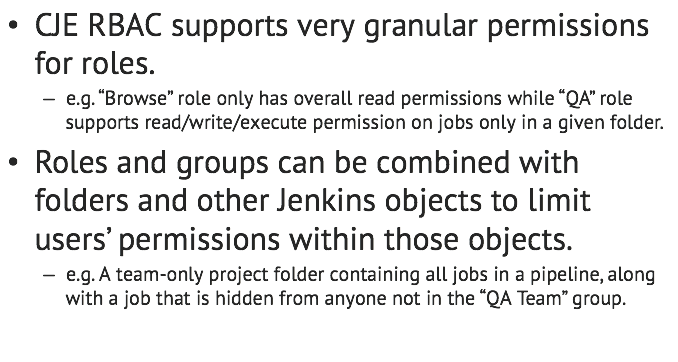 • CJE RBAC supports very granular permissions
for roles.
– e.g. “Browse” role only has overall read permissions while “QA” role
supports read/write/execute permission on jobs only in a given folder.
• Roles and groups can be combined with
folders and other Jenkins objects to limit
users’ permissions within those objects.
– e.g. A team-only project folder containing all jobs in a pipeline, along
with a job that is hidden from anyone not in the “QA Team” group.